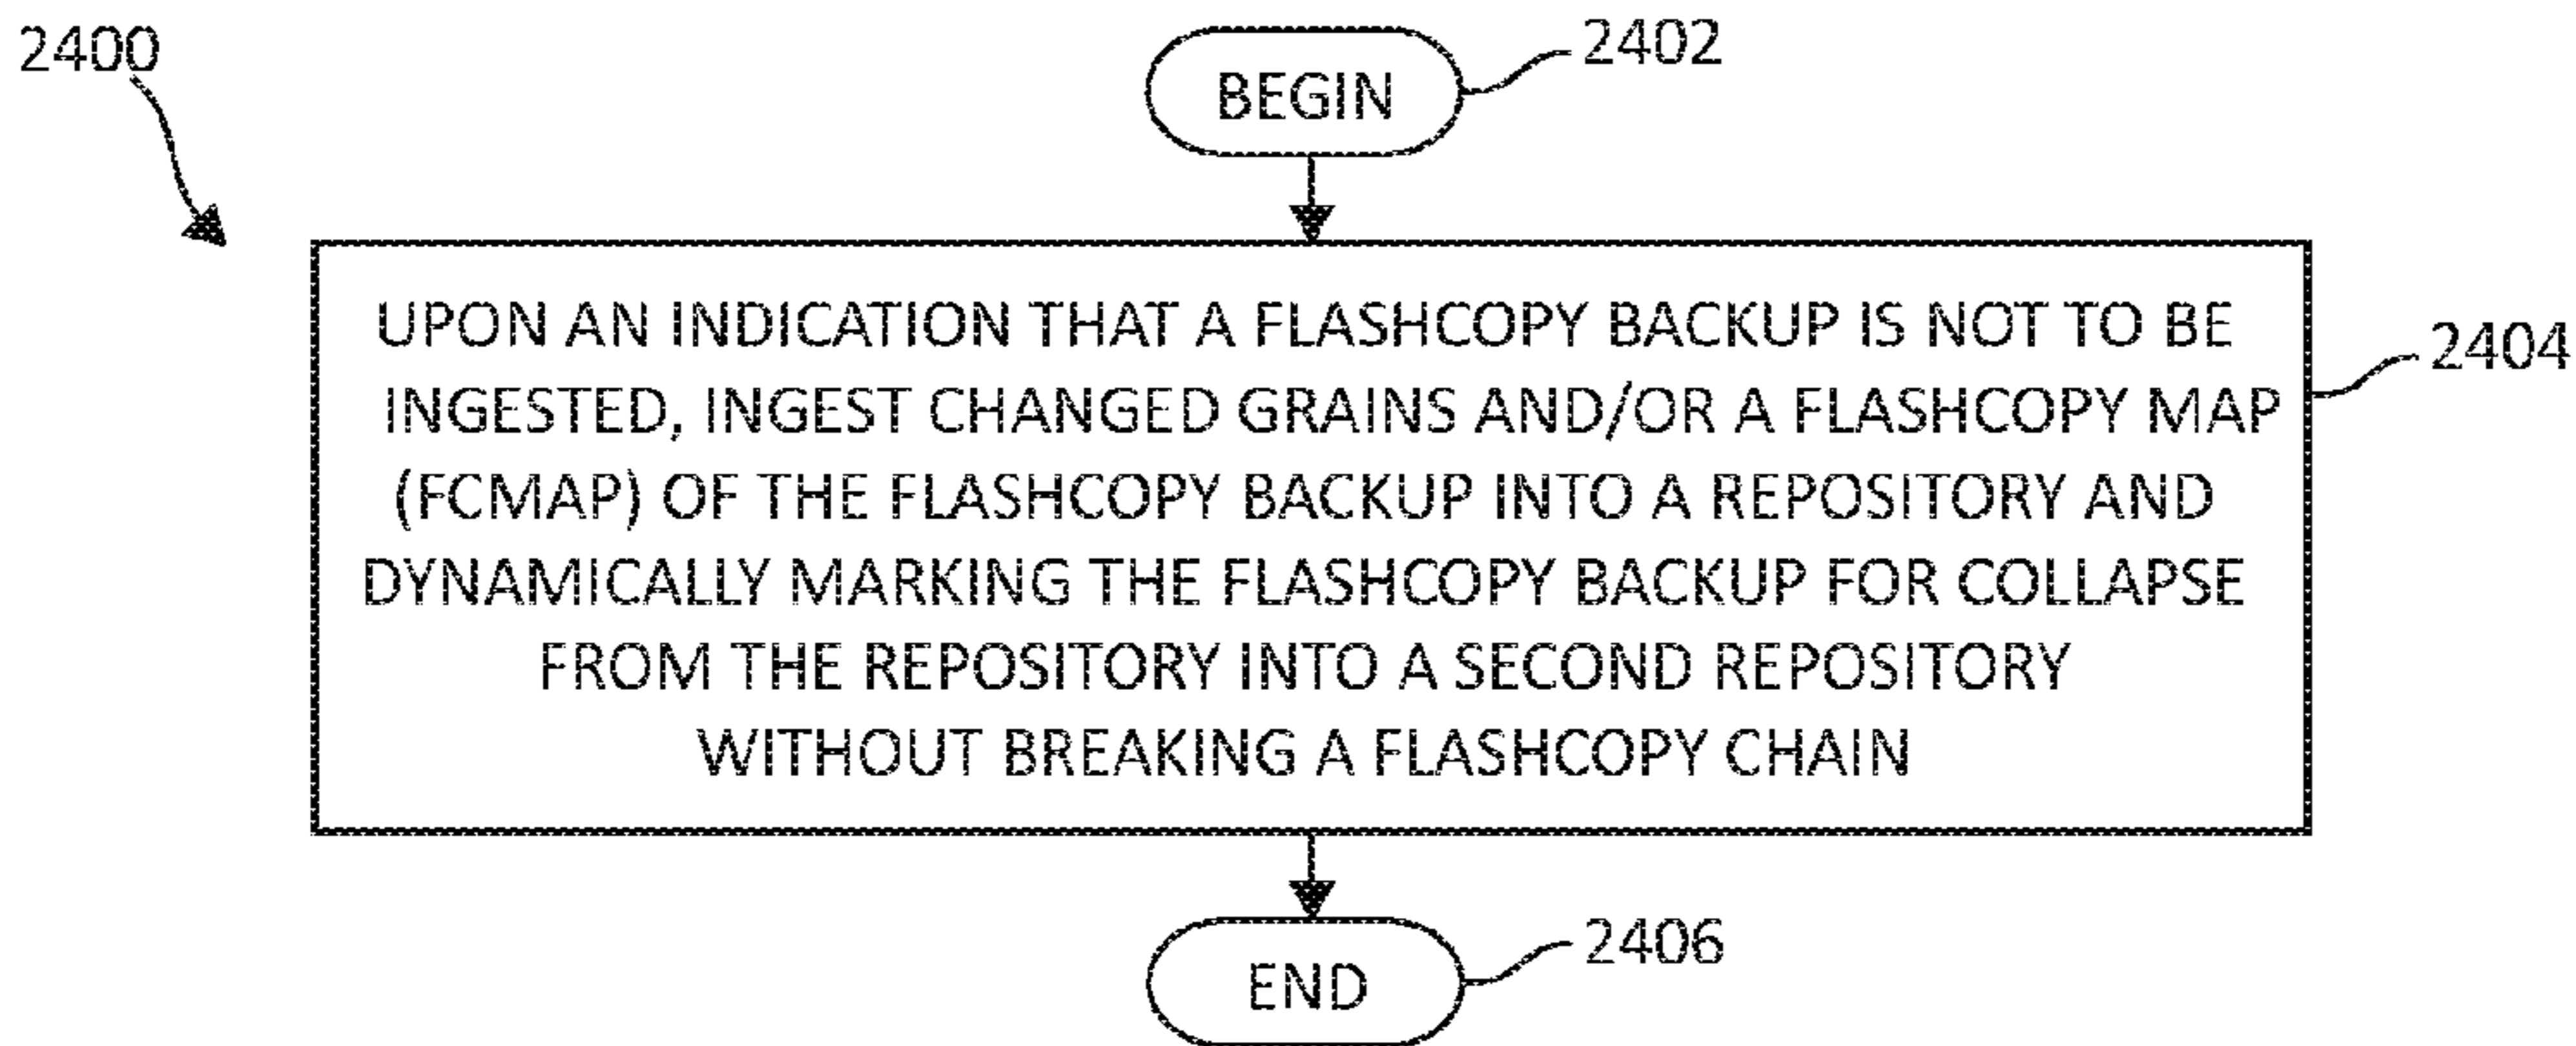 2400
BEGIN
2402
UPON AN INDICATION THAT A FLASHCOPY BACKUP IS NOT TO BE
INGESTED, INGEST CHANGED GRAINS AND/OR A FLASHCOPY MAP
(FCMAP) OF THE FLASHCOPY BACKUP INTO A REPOSITORY AND
DYNAMICALLY MARKING THE FLASHCOPY BACKUP FOR COLLAPSE
FROM THE REPOSITORY INTO A SECOND REPOSITORY
WITHOUT BREAKING A FLASHCOPY CHAIN
2404
END
2406